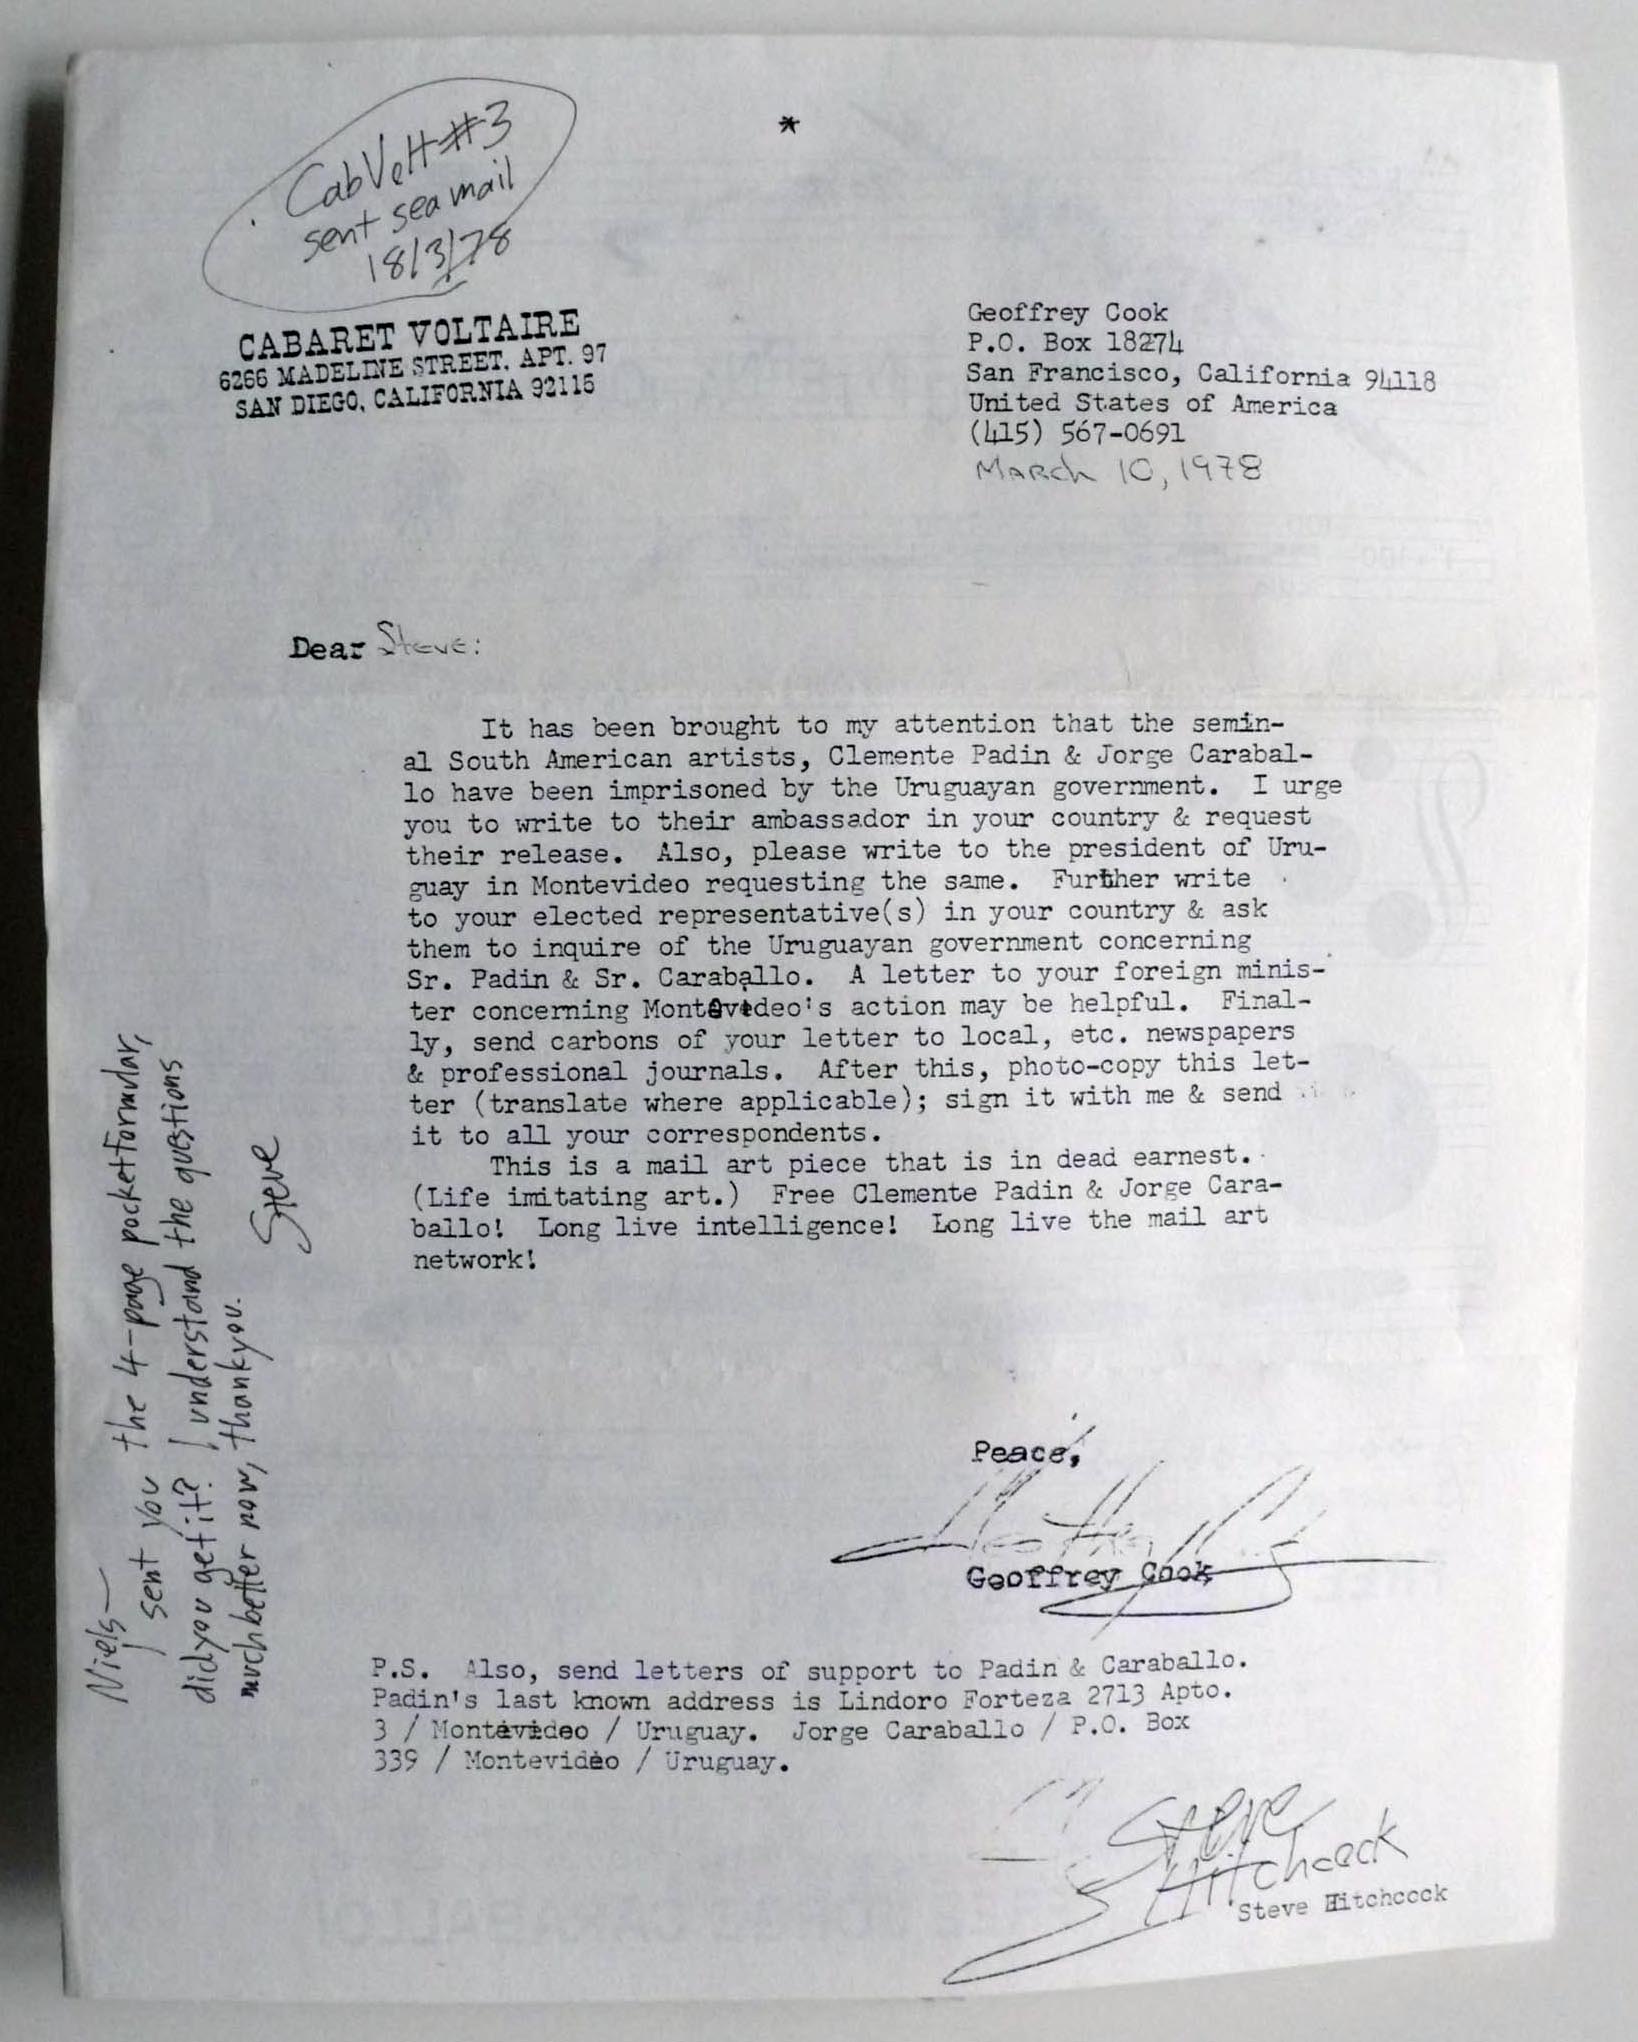 *
CabVolt#3
sent sea mail
18/3/78
CABARET VOLTAIRE
6266 MADELINE STREET, APT. 97
SAN DIEGO, CALIFORNIA 92115
Geoffrey Cook
P.O. Box 18274
San Francisco, California 94118
United States of America
(415) 567-0691
March 10, 1978
Dear Steve:
It has been brought to my attention that the semin-
al South American artists, Clemente Padin & Jorge Carabal-
lo have been imprisoned by the Uruguayan government. I urge
you to write to their ambassador in your country & request
their release. Also, please write to the president of Uru-
guay in Montevideo requesting the same. Further write
to your elected representative(s) in your country & ask
them to inquire of the Uruguayan government concerning
Sr. Padin & Sr. Caraballo. A letter to your foreign minis-
ter concerning Montevideo's action may be helpful. Final-
ly, send carbons of your letter to local, etc. newspapers
& professional journals. After this, photo-copy this let-
ter (translate where applicable); sign it with me & send
it to all your correspondents.
This is a mail art piece that is in dead earnest.
(Life imitating art.) Free Clemente Padin & Jorge Cara-
ballo! Long live intelligence! Long live the mail art
network!
Peace,
Geoffrey Cook
Geoffrey Cook
P.S. Also, send letters of support to Padin & Caraballo.
Padin's last known address is Lindoro Forteza 2713 Apto.
3 / Montevideo / Uruguay. Jorge Caraballo / P.O. Box
339 / Montevideo / Uruguay.
Steve
Hitchcock
Steve Hitchcock
Niels—
sent you the 4-page pocketformular,
did you get it? I understand the questions
much better now, thankyou.
Steve